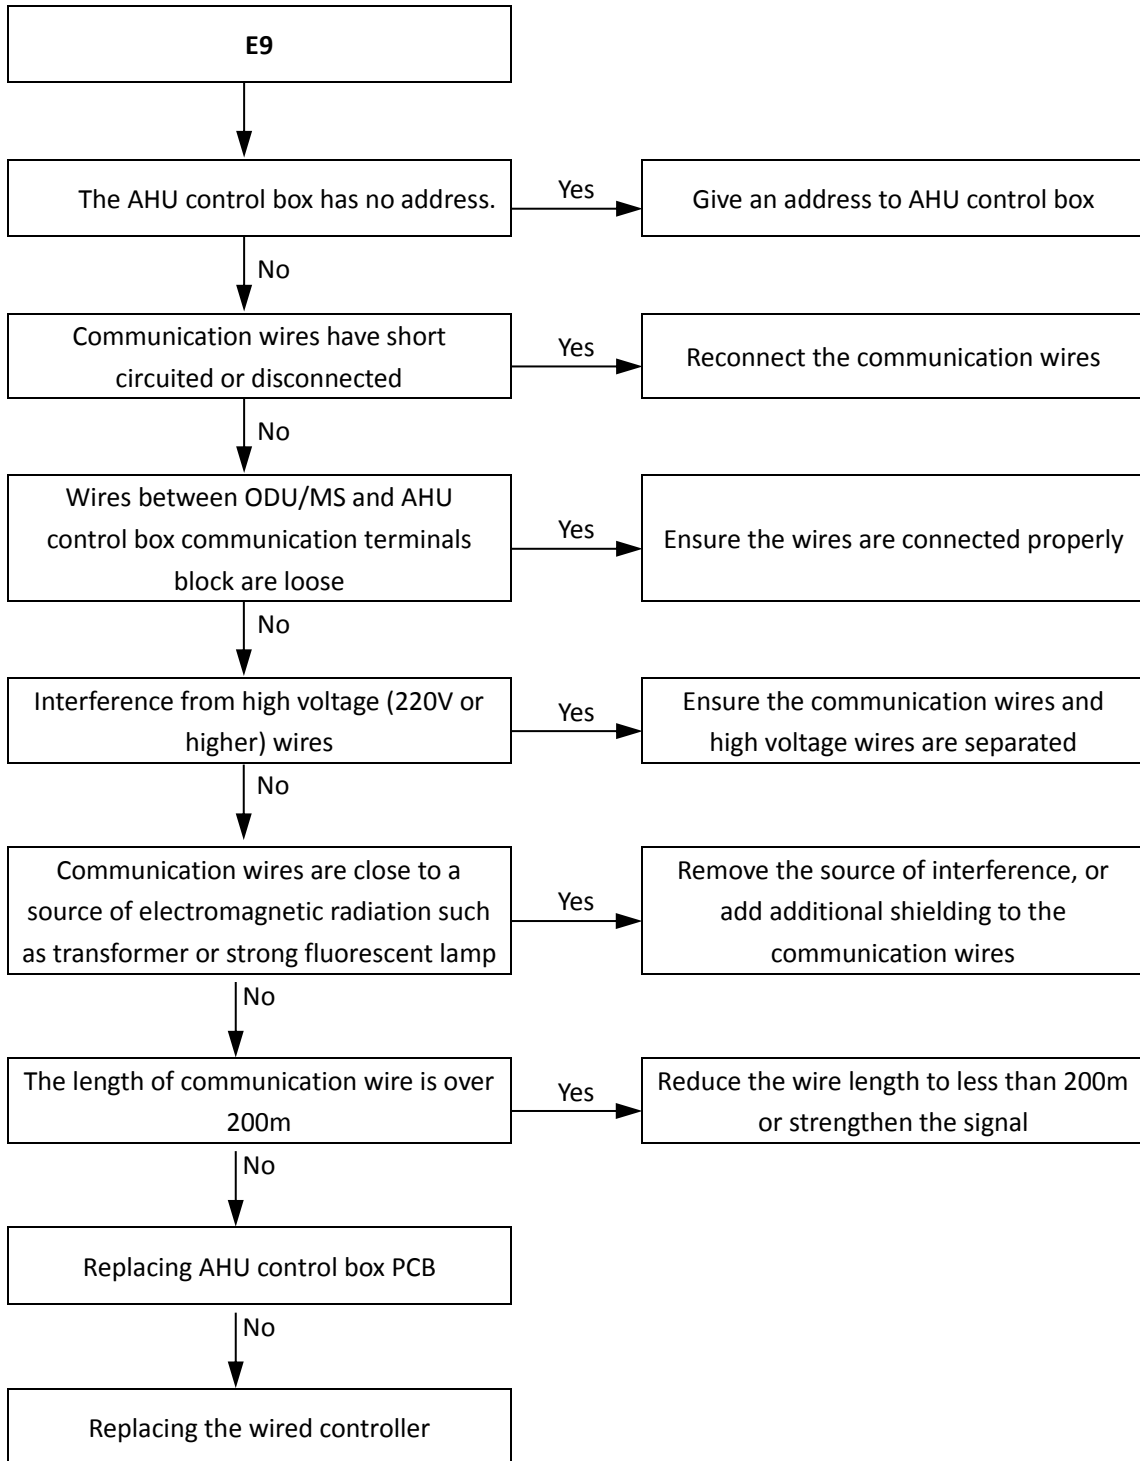 E9
The AHU control box has no address.
Yes
Give an address to AHU control box
No
Communication wires have short
circuited or disconnected
Yes
Reconnect the communication wires
No
Wires between ODU/MS and AHU
control box communication terminals
block are loose
Yes
Ensure the wires are connected properly
No
Interference from high voltage (220V or
higher) wires
Yes
Ensure the communication wires and
high voltage wires are separated
No
Communication wires are close to a
source of electromagnetic radiation such
as transformer or strong fluorescent lamp
Yes
Remove the source of interference, or
add additional shielding to the
communication wires
No
The length of communication wire is over
200m
Yes
Reduce the wire length to less than 200m
or strengthen the signal
No
Replacing AHU control box PCB
No
Replacing the wired controller